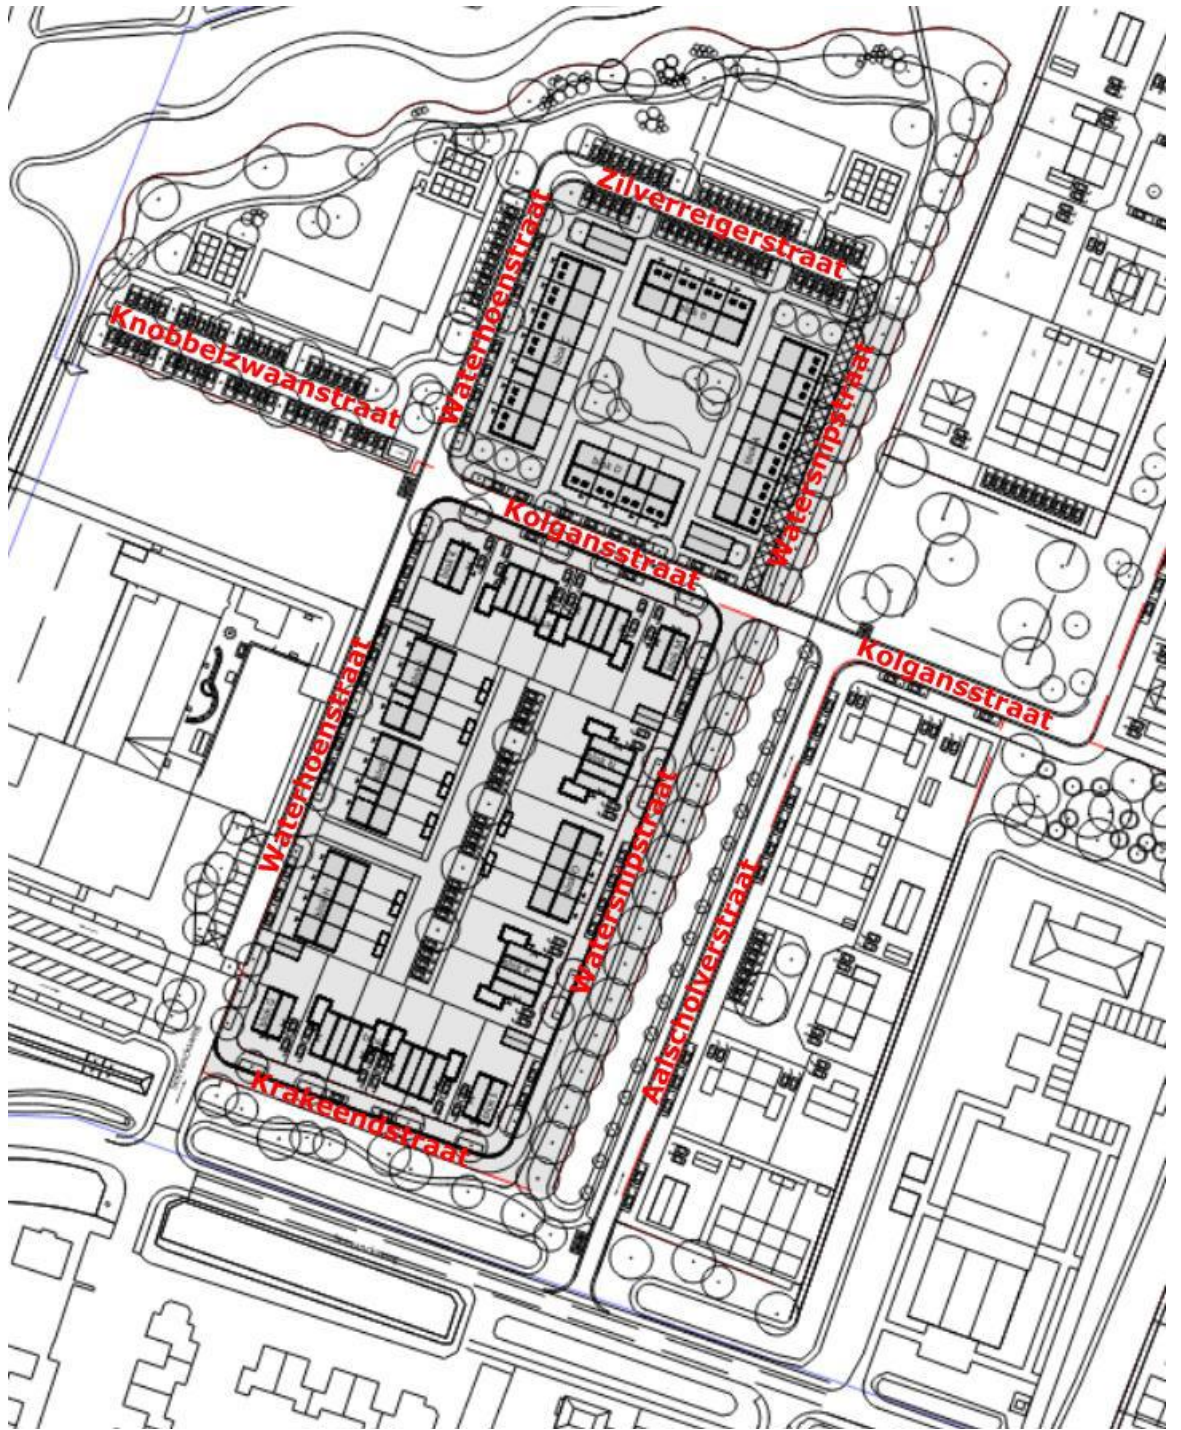 Zilverreigerstraat
Waterhoenstraat
Knobbelzwaanstraat
Watersnipstraat
Kolgansstraat
Kolgansstraat
Waterhoenstraat
Watersnipstraat
Aalscholverstraat
Krakeendstraat